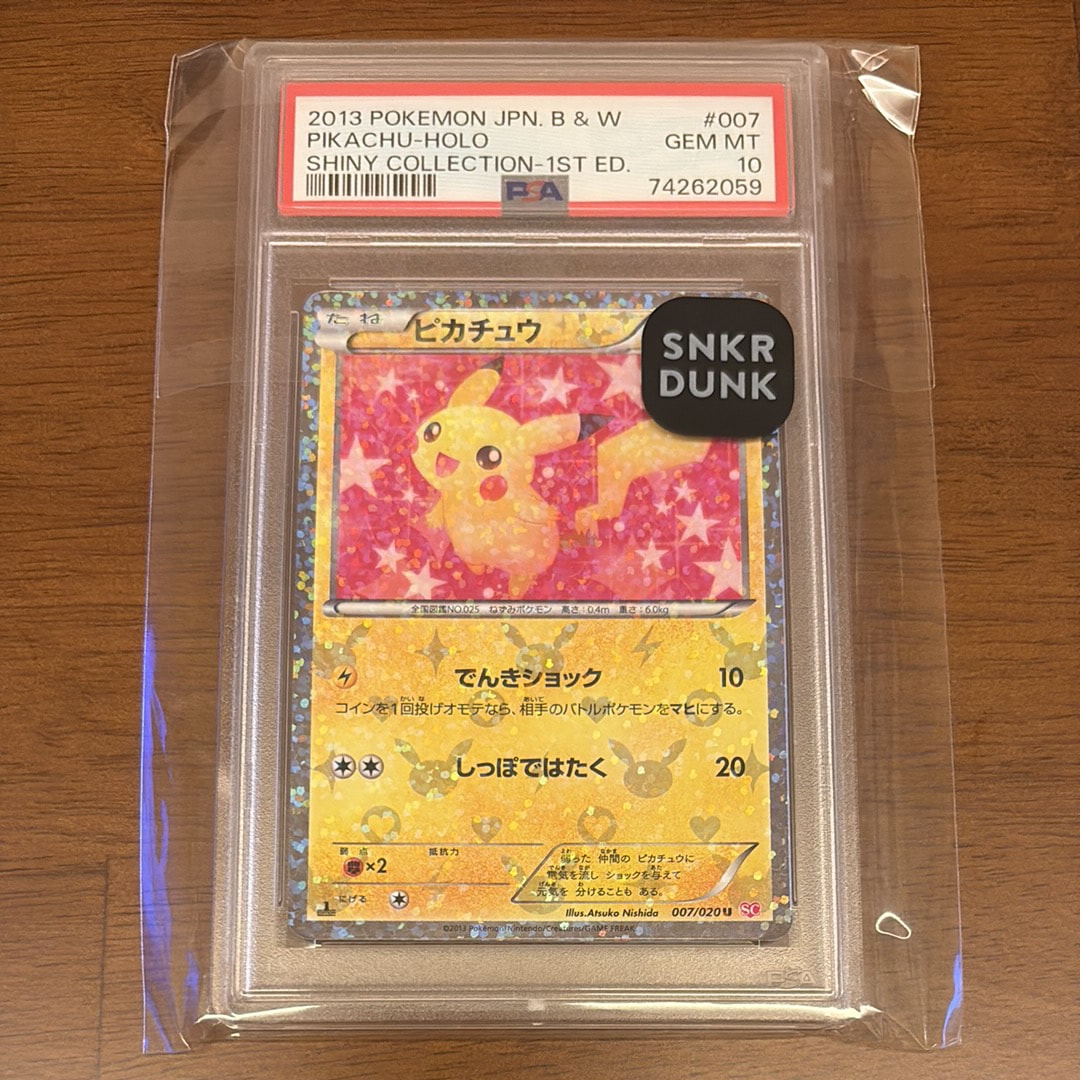 2013 POKEMON JPN. B & W #007
PIKACHU-HOLO GEM MT
SHINY COLLECTION-1ST ED. 10
74262059
PSA
たね ピカチュウ
SNKR
DUNK
全国図鑑NO.025 ねずみポケモン 高さ:0.4m 重さ:6.0kg
でんきショック 10
コインを1回投げオモテなら、相手のバトルポケモンをマヒにする。
しっぽではたく 20
弱点 抵抗力
×2
にげる
弱った 仲間の ピカチュウに
電気を流し ショックを与えて
元気を 分けることも ある。
Illus.Atsuko Nishida 007/020 U SC
©2013 Pokémon/Nintendo/Creatures/GAME FREAK
PSA